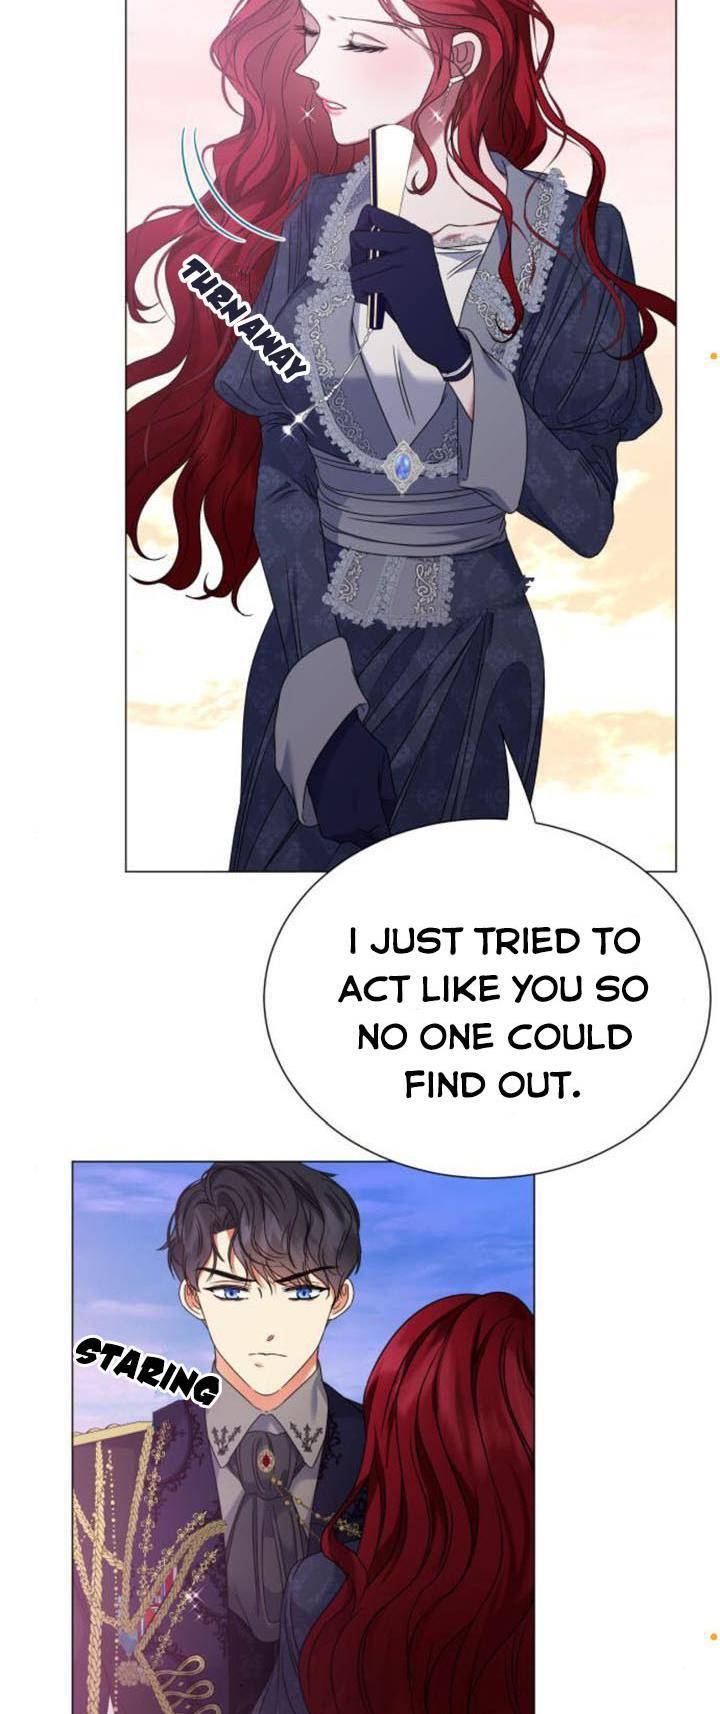 TURN AWAY
I JUST TRIED TO
ACT LIKE YOU SO
NO ONE COULD
FIND OUT.
STARING